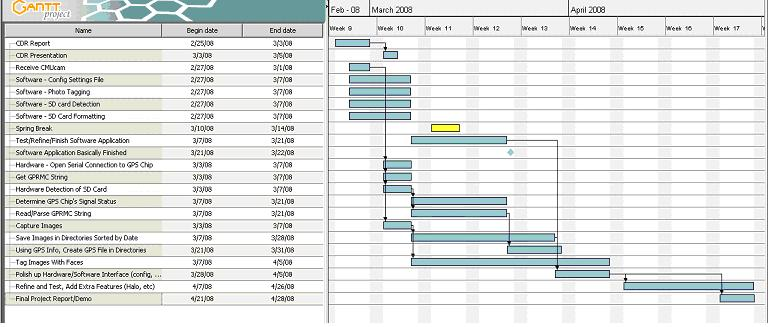 GANTT
project
Feb - 08 March 2008 April 2008
Name Begin date End date Week 9 Week 10 Week 11 Week 12 Week 13 Week 14 Week 15 Week 16 Week 17
CDR Report 2/25/08 3/3/08
CDR Presentation 3/3/08 3/5/08
Receive CMUcam 2/27/08 3/1/08
Software - Config Settings File 2/27/08 3/7/08
Software - Photo Tagging 2/27/08 3/7/08
Software - SD card Detection 2/27/08 3/7/08
Software - SD Card Formatting 2/27/08 3/7/08
Spring Break 3/10/08 3/14/08
Test/Refine/Finish Software Application 3/7/08 3/21/08
Software Application Basically Finished 3/21/08 3/22/08
Hardware - Open Serial Connection to GPS Chip 3/3/08 3/7/08
Get GPRMC String 3/3/08 3/7/08
Hardware Detection of SD Card 3/3/08 3/7/08
Determine GPS Chip's Signal Status 3/7/08 3/21/08
Read/Parse GPRMC String 3/7/08 3/21/08
Capture Images 3/3/08 3/7/08
Save Images in Directories Sorted by Date 3/7/08 3/28/08
Using GPS Info, Create GPS File in Directories 3/21/08 3/31/08
Tag Images With Faces 3/7/08 4/5/08
Polish up Hardware/Software Interface (config, ... 3/28/08 4/5/08
Refine and Test, Add Extra Features (Halo, etc) 4/7/08 4/26/08
Final Project Report/Demo 4/21/08 4/28/08